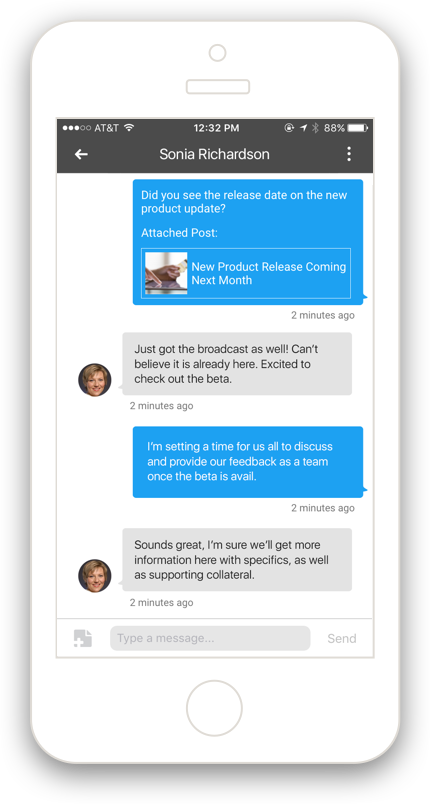 AT&T 12:32 PM 88%
Sonia Richardson
Did you see the release date on the new
product update?
Attached Post:
New Product Release Coming
Next Month
2 minutes ago
Just got the broadcast as well! Can't
believe it is already here. Excited to
check out the beta.
2 minutes ago
I'm setting a time for us all to discuss
and provide our feedback as a team
once the beta is avail.
2 minutes ago
Sounds great, I'm sure we'll get more
information here with specifics, as well
as supporting collateral.
2 minutes ago
Type a message... Send